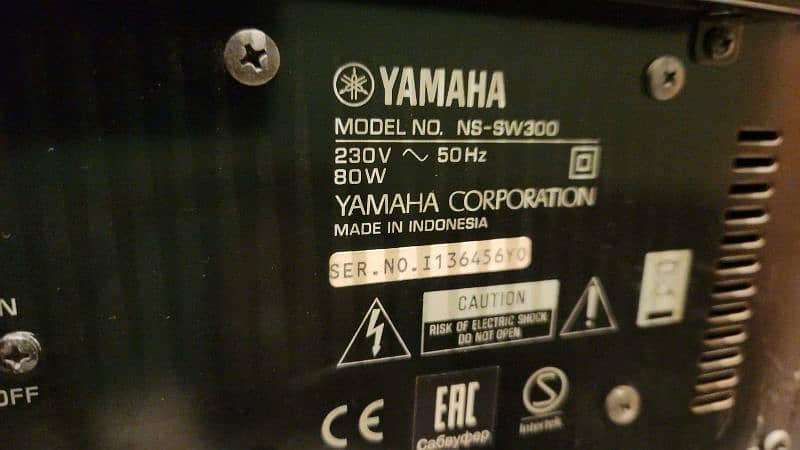 YAMAHA
MODEL NO. NS-SW300
230V ~ 50Hz
80W
YAMAHA CORPORATION
MADE IN INDONESIA
SER.NO.I136456YO
CAUTION
RISK OF ELECTRIC SHOCK
DO NOT OPEN
N
OFF
CE
EAC
Сабвуфер
S
Intertek